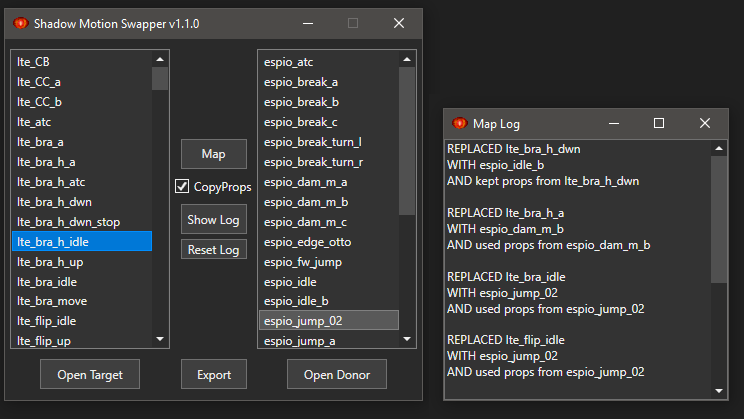 Shadow Motion Swapper v1.1.0
lte_CB
lte_CC_a
lte_CC_b
lte_atc
lte_bra_a
lte_bra_h_a
lte_bra_h_atc
lte_bra_h_dwn
lte_bra_h_dwn_stop
lte_bra_h_idle
lte_bra_h_up
lte_bra_idle
lte_bra_move
lte_flip_idle
lte_flip_up
Map
CopyProps
Show Log
Reset Log
espio_atc
espio_break_a
espio_break_b
espio_break_c
espio_break_turn_l
espio_break_turn_r
espio_dam_m_a
espio_dam_m_b
espio_dam_m_c
espio_edge_otto
espio_fw_jump
espio_idle
espio_idle_b
espio_jump_02
espio_jump_a
Open Target
Export
Open Donor
Map Log
REPLACED lte_bra_h_dwn
WITH espio_idle_b
AND kept props from lte_bra_h_dwn
REPLACED lte_bra_h_a
WITH espio_dam_m_b
AND used props from espio_dam_m_b
REPLACED lte_bra_idle
WITH espio_jump_02
AND used props from espio_jump_02
REPLACED lte_flip_idle
WITH espio_jump_02
AND used props from espio_jump_02